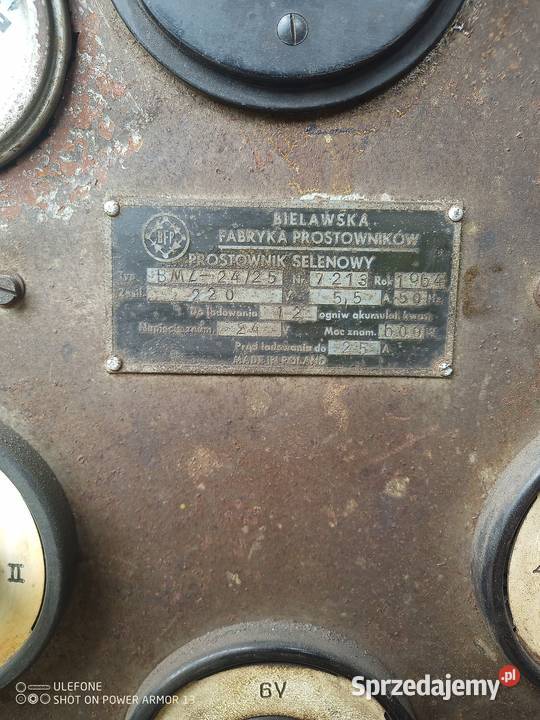 BIELAWSKA
FABRYKA PROSTOWNIKÓW
BFP
PROSTOWNIK SELENOWY
Typ BMZ-24/25 Nr 7213 Rok 1964
Zasil. 220 V 5,5 A 50 Hz
Do ładowania 12 ogniw akumulat. kwas.
Napięcie znam. 24 V Moc znam. 600 W
Prąd ładowania do 25 A
MADE IN POLAND
II
6V
ULEFONE
SHOT ON POWER ARMOR 13
Sprzedajemy.pl